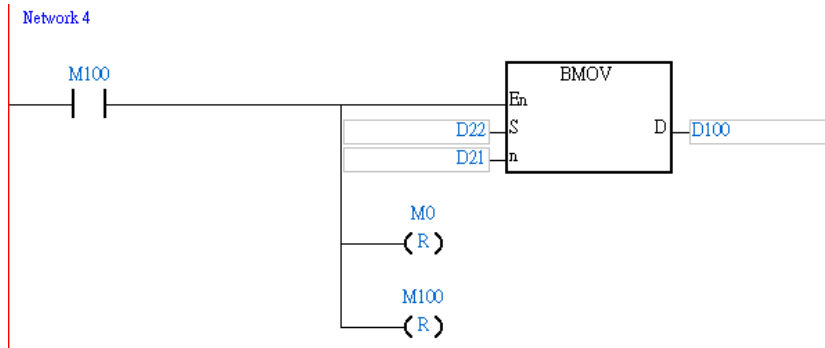 Network 4
M100
BMOV
En
D22 S D D100
D21 n
M0
R
M100
R